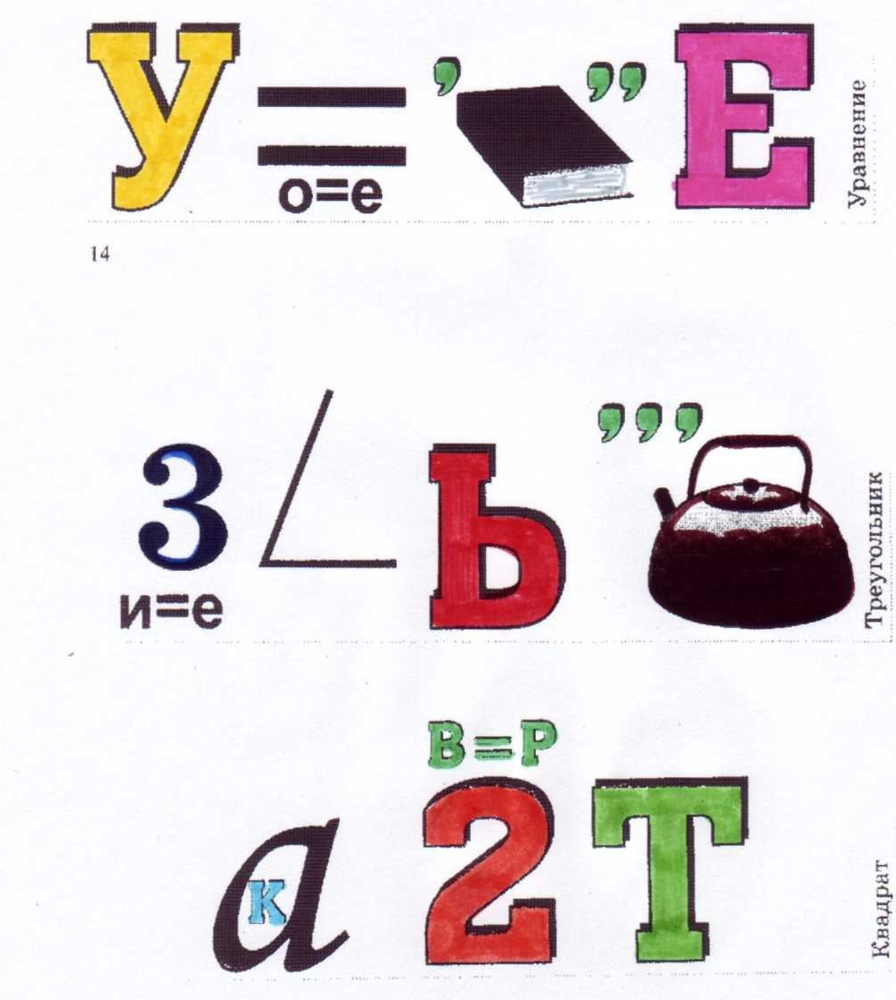 У = ’ ’’ Е
о=е
Уравнение
14
3 Ь ’’’
и=е
Треугольник
В=Р
а к 2 Т
Квадрат